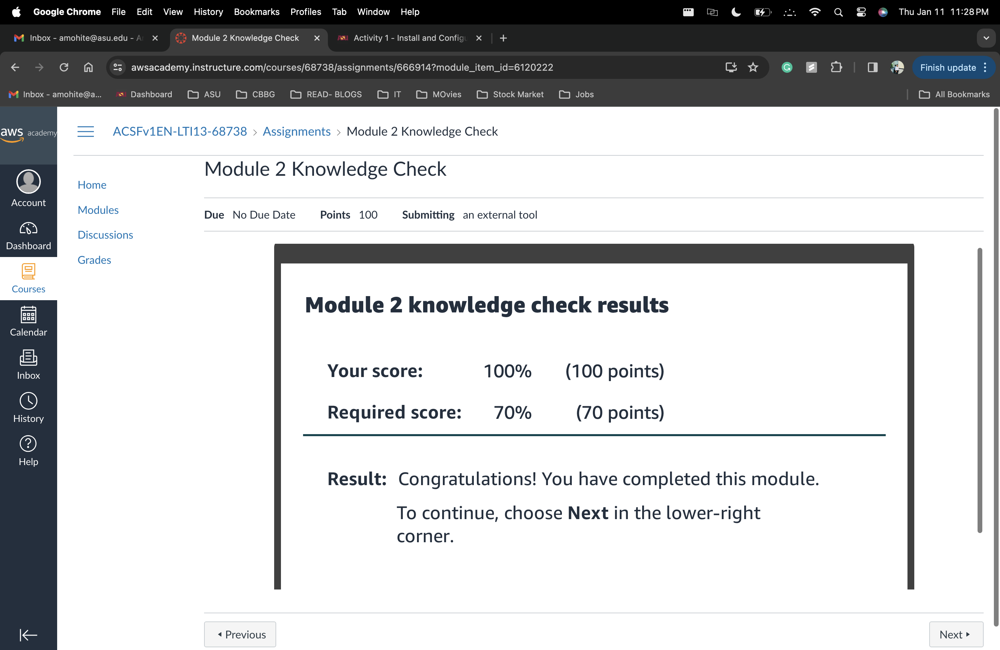 Google Chrome File Edit View History Bookmarks Profiles Tab Window Help Thu Jan 11 11:28 PM
Inbox - amohite@asu.edu - A Module 2 Knowledge Check Activity 1 - Install and Configu
awsacademy.instructure.com/courses/68738/assignments/666914?module_item_id=6120222 Finish update
Inbox - amohite@a... Dashboard ASU CBBG READ- BLOGS IT MOvies Stock Market Jobs All Bookmarks
aws academy
ACSFv1EN-LTI13-68738 › Assignments › Module 2 Knowledge Check
Account
Dashboard
Courses
Calendar
Inbox
History
Help
Home
Modules
Discussions
Grades
Module 2 Knowledge Check
Due No Due Date Points 100 Submitting an external tool
Module 2 knowledge check results
Your score: 100% (100 points)
Required score: 70% (70 points)
Result: Congratulations! You have completed this module.
To continue, choose Next in the lower-right
corner.
Previous
Next